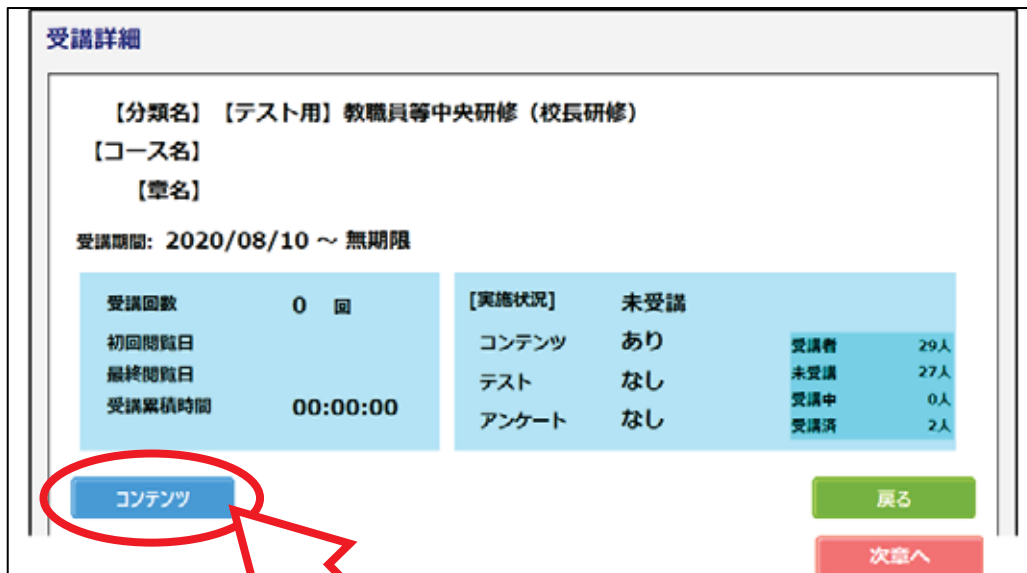 受講詳細
【分類名】【テスト用】教職員等中央研修（校長研修）
【コース名】
【章名】
受講期間: 2020/08/10 ～ 無期限
受講回数 0 回
初回閲覧日
最終閲覧日
受講累積時間 00:00:00
[実施状況] 未受講
コンテンツ あり
テスト なし
アンケート なし
受講者 29人
未受講 27人
受講中 0人
受講済 2人
コンテンツ
戻る
次章へ